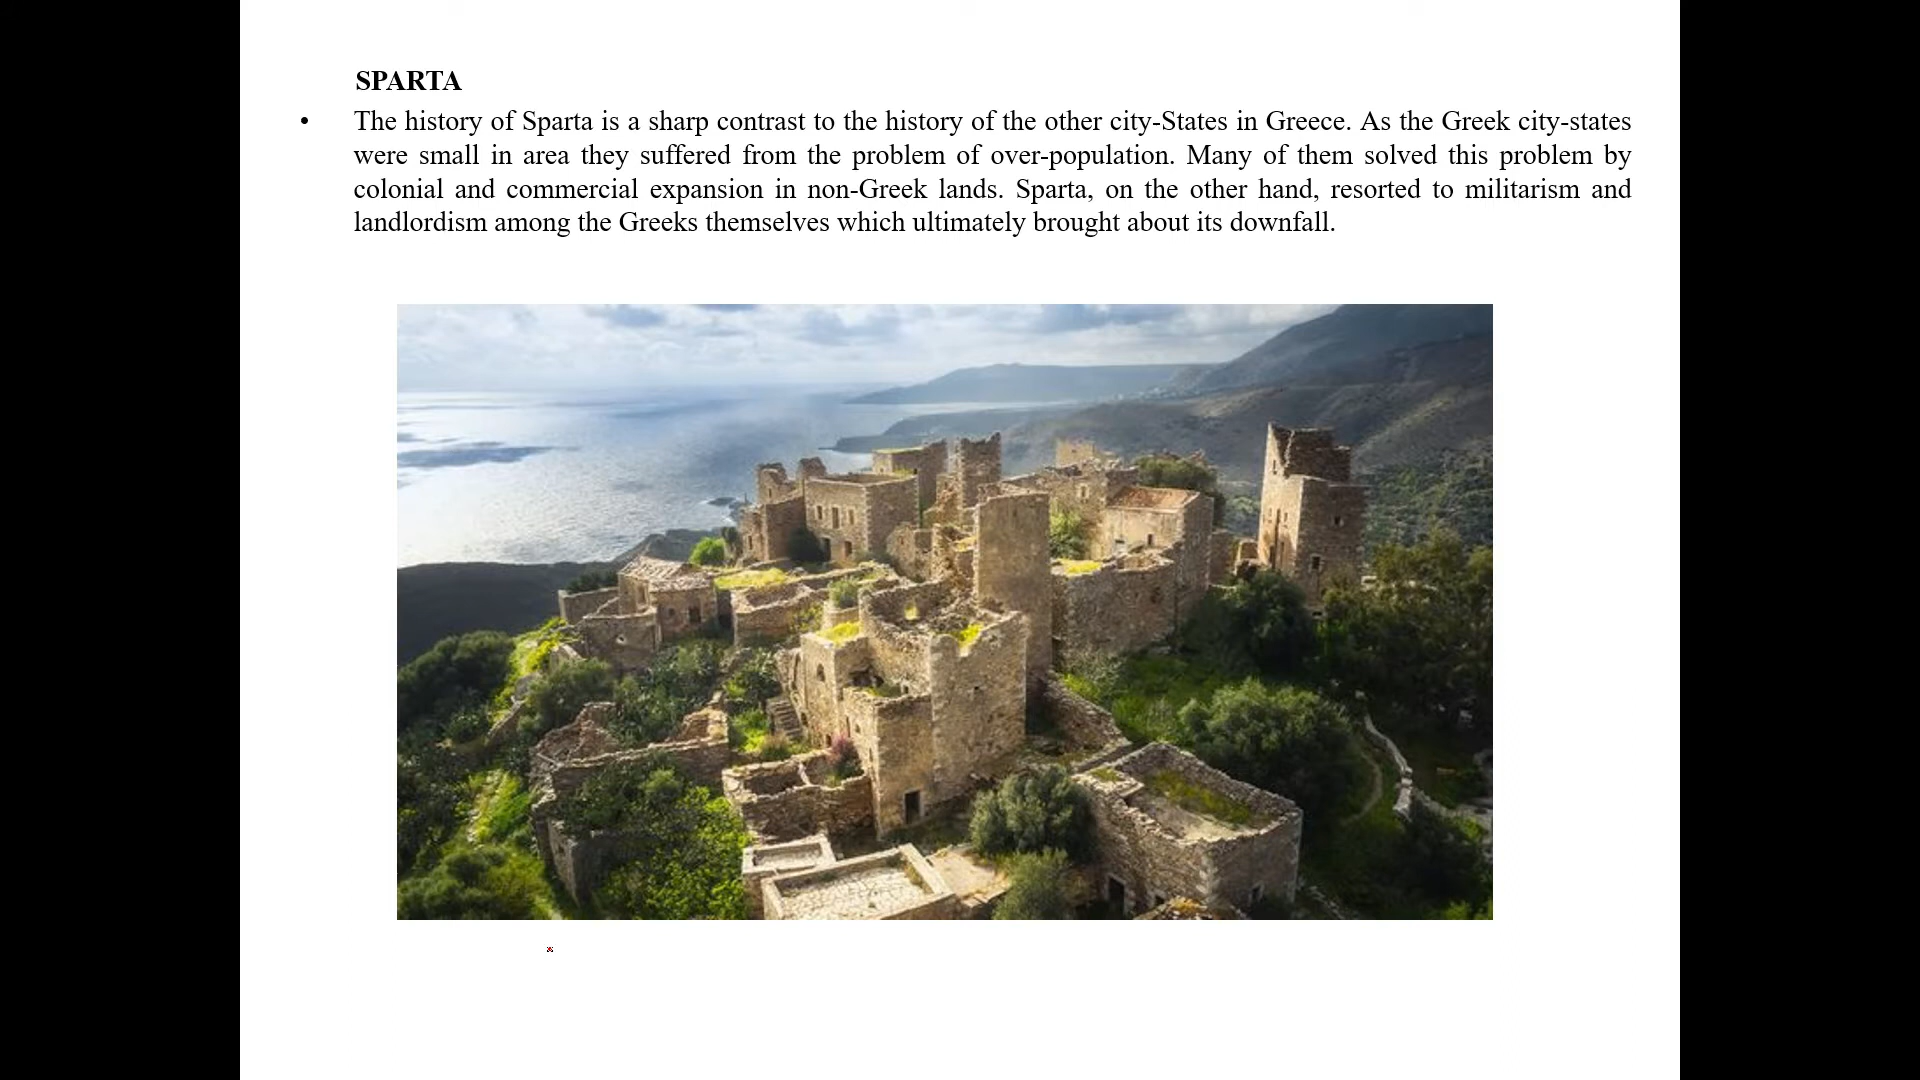 SPARTA
• The history of Sparta is a sharp contrast to the history of the other city-States in Greece. As the Greek city-states
were small in area they suffered from the problem of over-population. Many of them solved this problem by
colonial and commercial expansion in non-Greek lands. Sparta, on the other hand, resorted to militarism and
landlordism among the Greeks themselves which ultimately brought about its downfall.